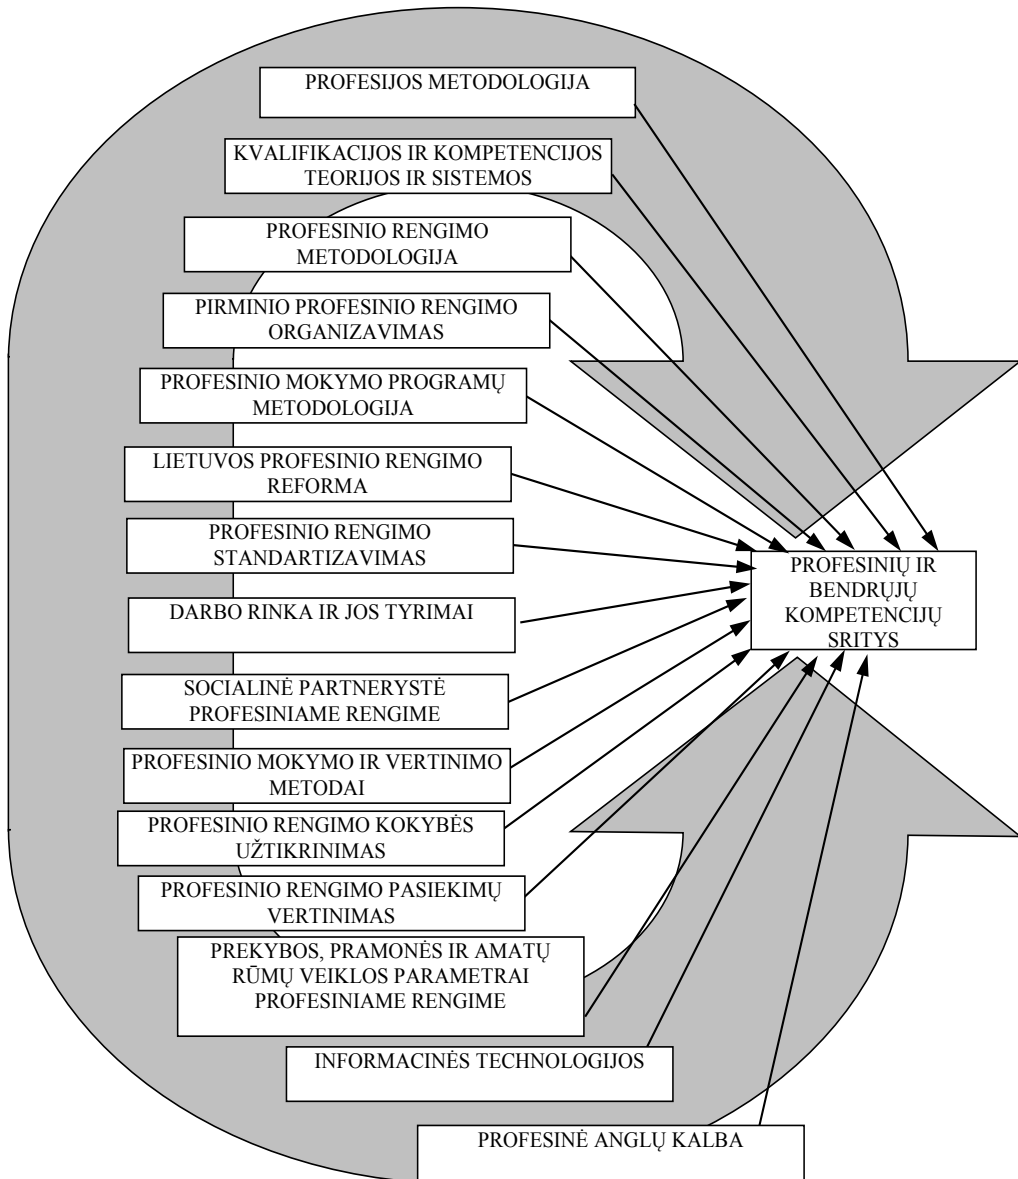 PROFESIJOS METODOLOGIJA
KVALIFIKACIJOS IR KOMPETENCIJOS
TEORIJOS IR SISTEMOS
PROFESINIO RENGIMO
METODOLOGIJA
PIRMINIO PROFESINIO RENGIMO
ORGANIZAVIMAS
PROFESINIO MOKYMO PROGRAMŲ
METODOLOGIJA
LIETUVOS PROFESINIO RENGIMO
REFORMA
PROFESINIO RENGIMO
STANDARTIZAVIMAS
DARBO RINKA IR JOS TYRIMAI
SOCIALINĖ PARTNERYSTĖ
PROFESINIAME RENGIME
PROFESINIO MOKYMO IR VERTINIMO
METODAI
PROFESINIO RENGIMO KOKYBĖS
UŽTIKRINIMAS
PROFESINIO RENGIMO PASIEKIMŲ
VERTINIMAS
PREKYBOS, PRAMONĖS IR AMATŲ
RŪMŲ VEIKLOS PARAMETRAI
PROFESINIAME RENGIME
INFORMACINĖS TECHNOLOGIJOS
PROFESINĖ ANGLŲ KALBA
PROFESINIŲ IR
BENDRŲJŲ
KOMPETENCIJŲ
SRITYS